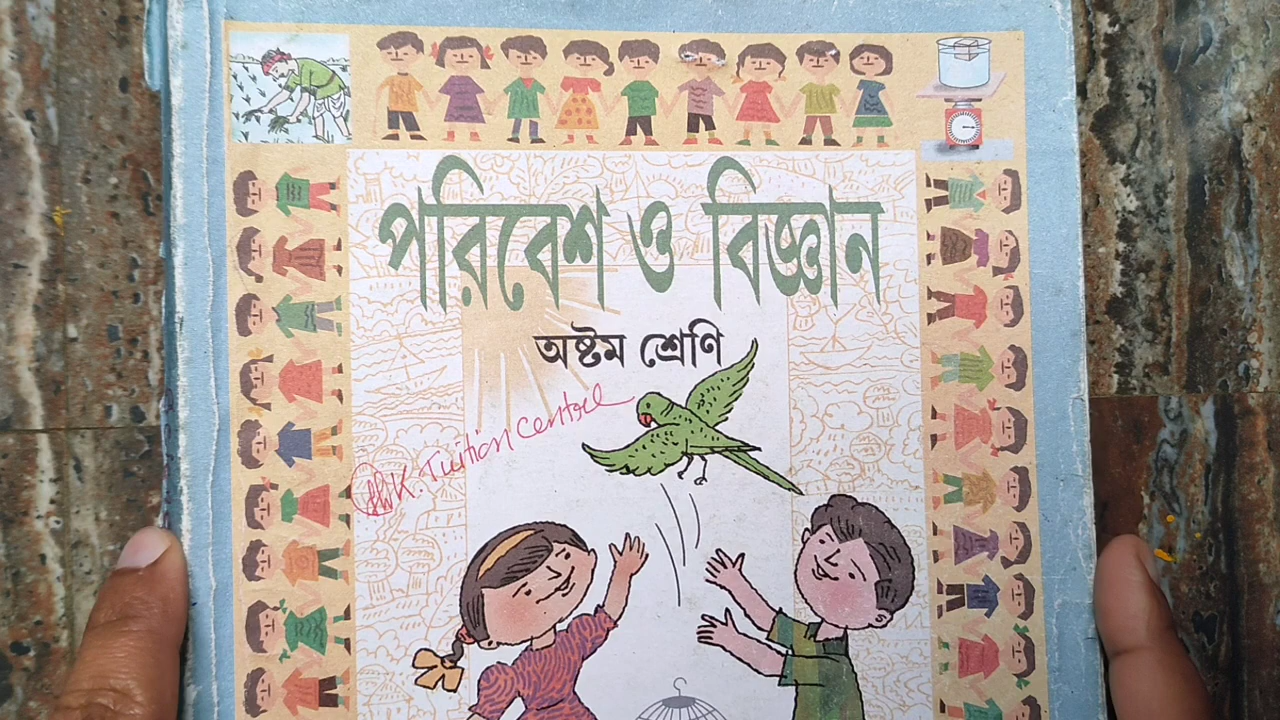 পরিবেশ ও বিজ্ঞান
অষ্টম শ্রেণি
K. Tuition Centre